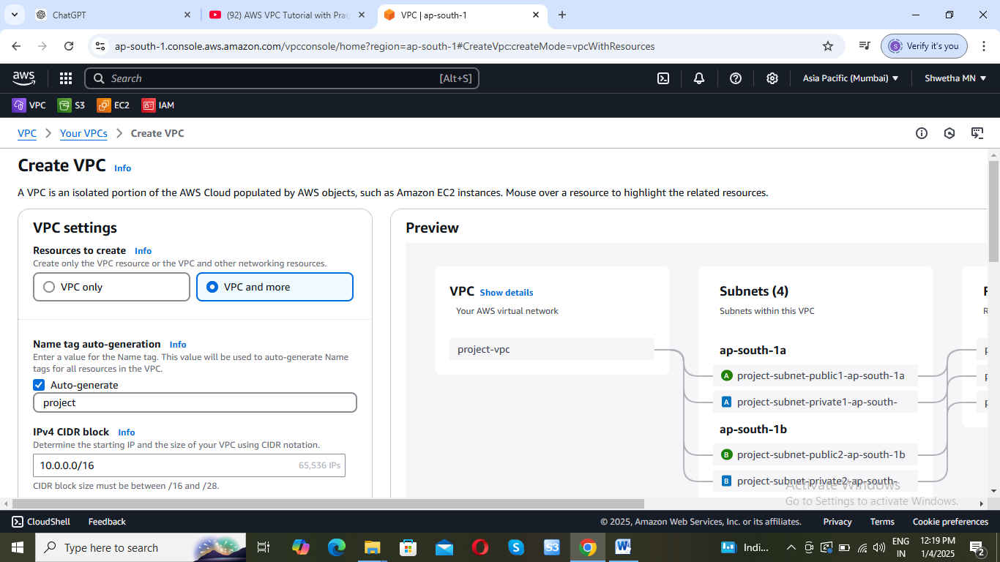 ChatGPT
(92) AWS VPC Tutorial with Prac
VPC | ap-south-1
ap-south-1.console.aws.amazon.com/vpcconsole/home?region=ap-south-1#CreateVpc:createMode=vpcWithResources
S
Verify it's you
aws
Search
[Alt+S]
Asia Pacific (Mumbai)
Shwetha MN
VPC
S3
EC2
IAM
VPC
Your VPCs
Create VPC
Create VPC
Info
A VPC is an isolated portion of the AWS Cloud populated by AWS objects, such as Amazon EC2 instances. Mouse over a resource to highlight the related resources.
VPC settings
Resources to create Info
Create only the VPC resource or the VPC and other networking resources.
VPC only
VPC and more
Name tag auto-generation Info
Enter a value for the Name tag. This value will be used to auto-generate Name
tags for all resources in the VPC.
Auto-generate
project
IPv4 CIDR block Info
Determine the starting IP and the size of your VPC using CIDR notation.
10.0.0.0/16
65,536 IPs
CIDR block size must be between /16 and /28.
Preview
VPC Show details
Your AWS virtual network
project-vpc
Subnets (4)
Subnets within this VPC
ap-south-1a
A project-subnet-public1-ap-south-1a
A project-subnet-private1-ap-south-
ap-south-1b
B project-subnet-public2-ap-south-1b
B project-subnet-private2-ap-south-
Activate Windows
Go to Settings to activate Windows.
CloudShell
Feedback
© 2025, Amazon Web Services, Inc. or its affiliates.
Privacy
Terms
Cookie preferences
Type here to search
S3
Indi...
ENG
IN
12:19 PM
1/4/2025
2